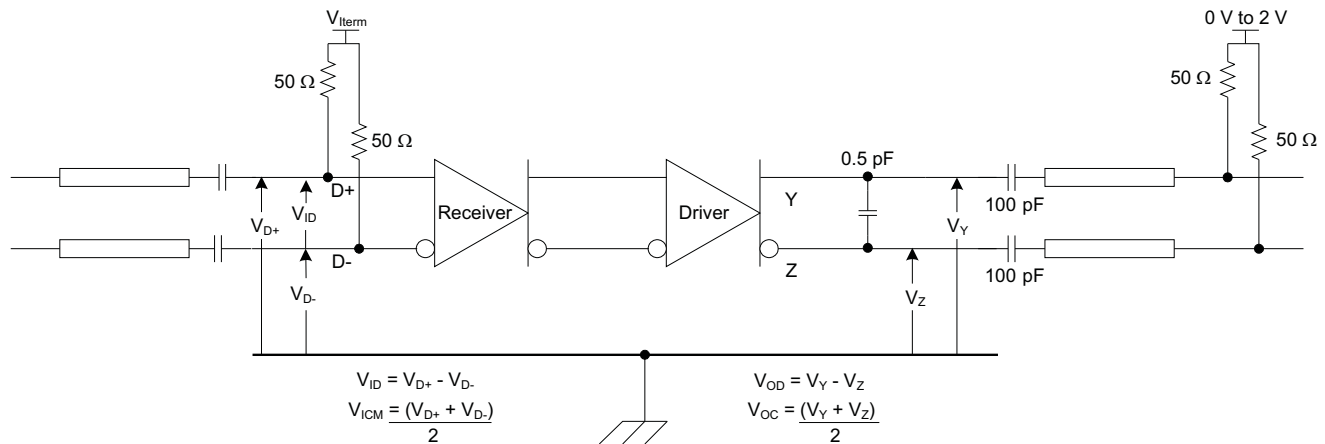 V_Iterm
0 V to 2 V
50 Ω
50 Ω
50 Ω
50 Ω
0.5 pF
D+
Receiver
Driver
Y
100 pF
V_D+
V_ID
V_Y
D-
Z
100 pF
V_D-
V_Z
V_ID = V_D+ - V_D-
V_ICM = (V_D+ + V_D-)
2
V_OD = V_Y - V_Z
V_OC = (V_Y + V_Z)
2